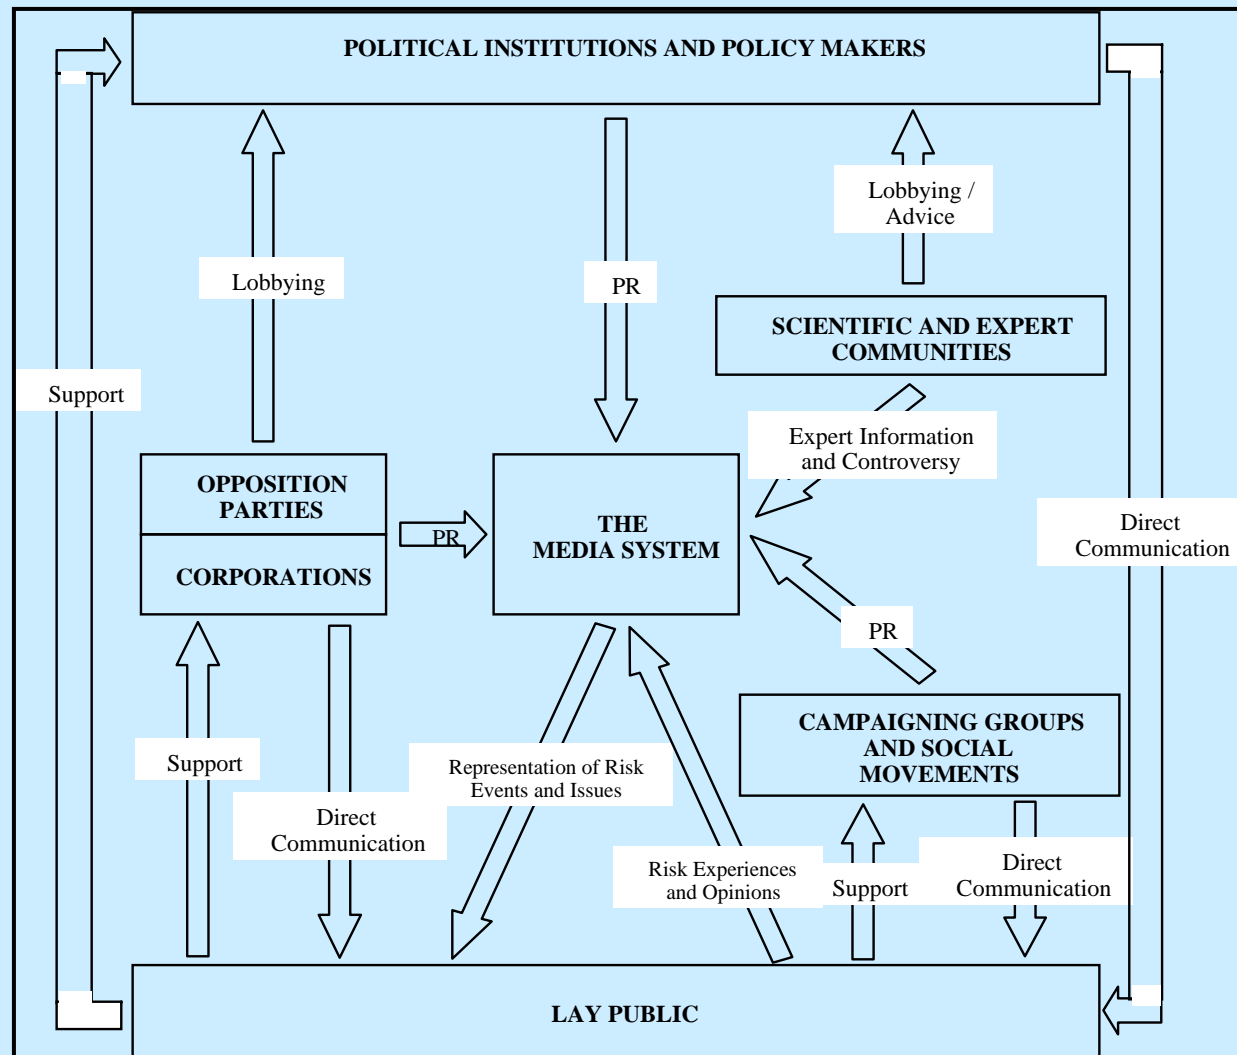 POLITICAL INSTITUTIONS AND POLICY MAKERS
Lobbying /
Advice
Lobbying
PR
SCIENTIFIC AND EXPERT
COMMUNITIES
Support
Expert Information
and Controversy
OPPOSITION
PARTIES
CORPORATIONS
PR
THE
MEDIA SYSTEM
Direct
Communication
PR
CAMPAIGNING GROUPS
AND SOCIAL
MOVEMENTS
Support
Representation of Risk
Events and Issues
Direct
Communication
Risk Experiences
and Opinions
Support
Direct
Communication
LAY PUBLIC